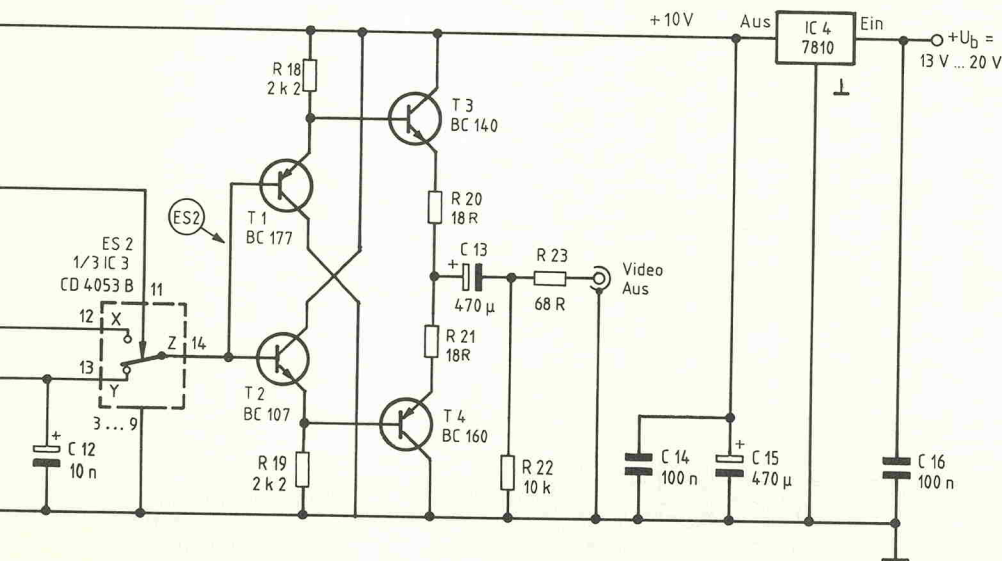 +10V
Aus
IC 4
7810
Ein
+Ub =
13 V ... 20 V
R 18
2 k 2
T 3
BC 140
T 1
BC 177
R 20
18 R
ES2
ES 2
1/3 IC 3
CD 4053 B
11
C 13
+
470 µ
R 23
68 R
Video
Aus
12
X
Z
14
13
Y
3 ... 9
R 21
18R
T 2
BC 107
T 4
BC 160
+
C 12
10 n
R 19
2 k 2
R 22
10 k
C 14
100 n
+
C 15
470 µ
C 16
100 n